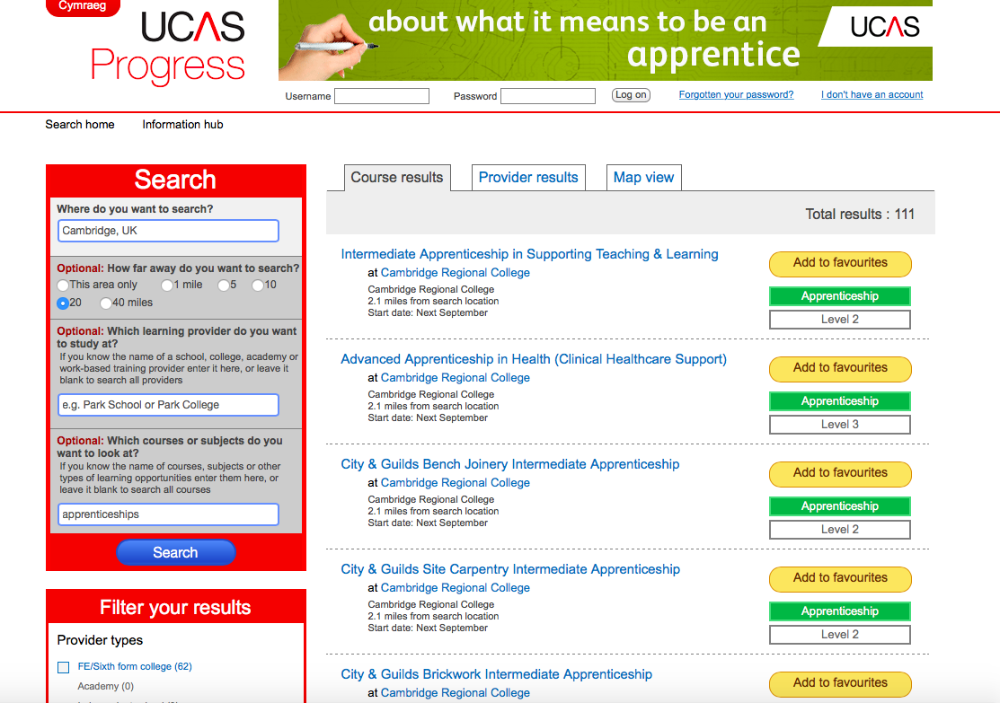 Cymraeg
UCAS
Progress
about what it means to be an
apprentice
UCAS
Username
Password
Log on
Forgotten your password?
I don't have an account
Search home
Information hub
Search
Where do you want to search?
Cambridge, UK
Optional: How far away do you want to search?
This area only 1 mile 5 10
20 40 miles
Optional: Which learning provider do you want
to study at?
If you know the name of a school, college, academy or
work-based training provider enter it here, or leave it
blank to search all providers
e.g. Park School or Park College
Optional: Which courses or subjects do you
want to look at?
If you know the name of courses, subjects or other
types of learning opportunities enter them here, or
leave it blank to search all courses
apprenticeships
Search
Filter your results
Provider types
FE/Sixth form college (62)
Academy (0)
Course results
Provider results
Map view
Total results : 111
Intermediate Apprenticeship in Supporting Teaching & Learning
at Cambridge Regional College
Cambridge Regional College
2.1 miles from search location
Start date: Next September
Add to favourites
Apprenticeship
Level 2
Advanced Apprenticeship in Health (Clinical Healthcare Support)
at Cambridge Regional College
Cambridge Regional College
2.1 miles from search location
Start date: Next September
Add to favourites
Apprenticeship
Level 3
City & Guilds Bench Joinery Intermediate Apprenticeship
at Cambridge Regional College
Cambridge Regional College
2.1 miles from search location
Start date: Next September
Add to favourites
Apprenticeship
Level 2
City & Guilds Site Carpentry Intermediate Apprenticeship
at Cambridge Regional College
Cambridge Regional College
2.1 miles from search location
Start date: Next September
Add to favourites
Apprenticeship
Level 2
City & Guilds Brickwork Intermediate Apprenticeship
at Cambridge Regional College
Add to favourites